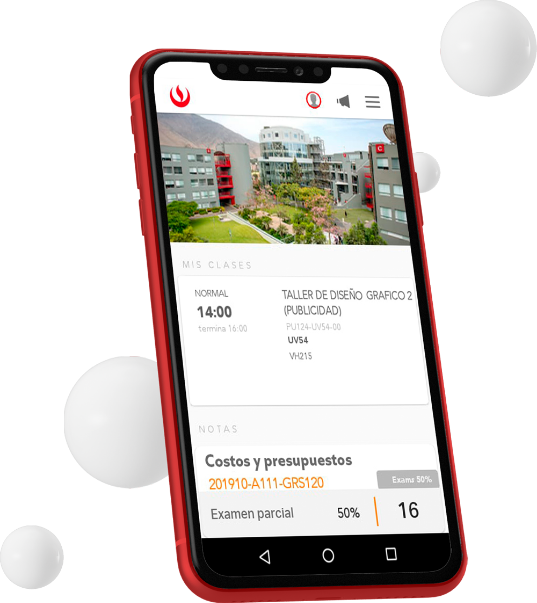 C
C
MIS CLASES
NORMAL
14:00
termina 16:00
TALLER DE DISEÑO GRAFICO 2
(PUBLICIDAD)
PU124-UV54-00
UV54
VH215
NOTAS
Costos y presupuestos
201910-A111-GRS120
Exams 50%
Examen parcial
50%
16